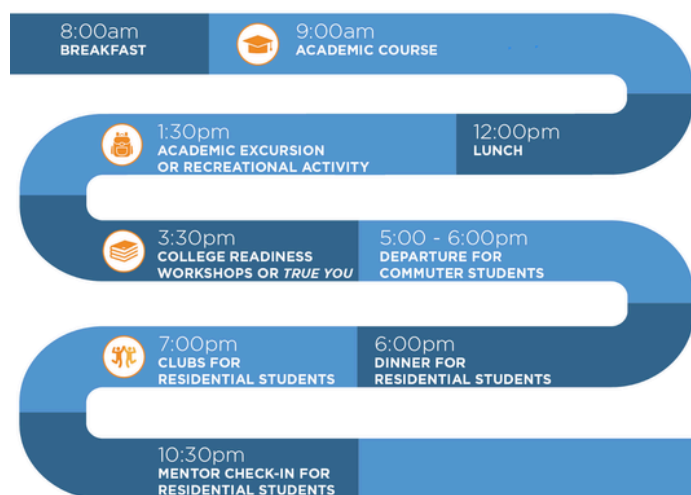 8:00am
BREAKFAST
9:00am
ACADEMIC COURSE
12:00pm
LUNCH
1:30pm
ACADEMIC EXCURSION
OR RECREATIONAL ACTIVITY
3:30pm
COLLEGE READINESS
WORKSHOPS OR TRUE YOU
5:00 - 6:00pm
DEPARTURE FOR
COMMUTER STUDENTS
6:00pm
DINNER FOR
RESIDENTIAL STUDENTS
7:00pm
CLUBS FOR
RESIDENTIAL STUDENTS
10:30pm
MENTOR CHECK-IN FOR
RESIDENTIAL STUDENTS